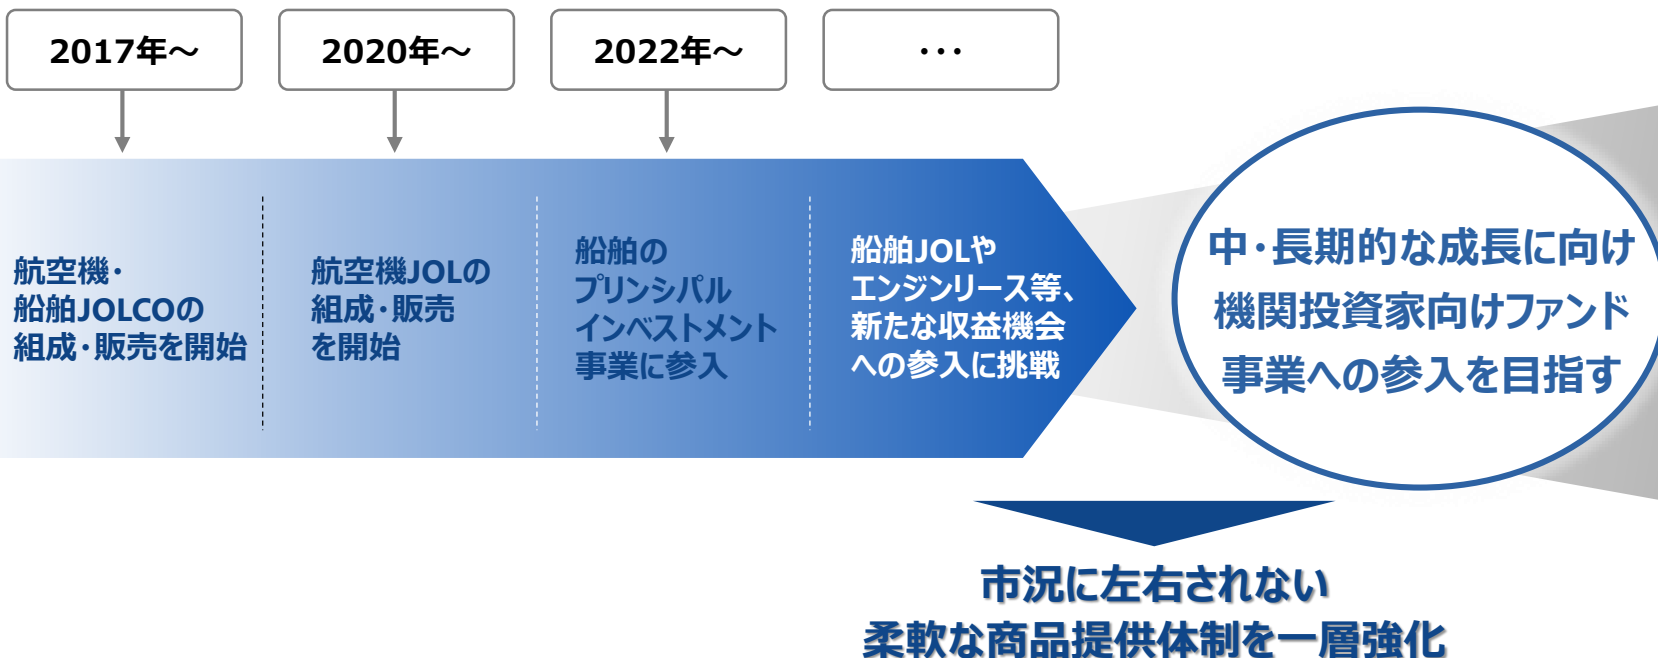 2017年～
2020年～
2022年～
・・・
航空機・
船舶JOLCOの
組成・販売を開始
航空機JOLの
組成・販売
を開始
船舶の
プリンシパル
インベストメント
事業に参入
船舶JOLや
エンジンリース等、
新たな収益機会
への参入に挑戦
中・長期的な成長に向け
機関投資家向けファンド
事業への参入を目指す
市況に左右されない
柔軟な商品提供体制を一層強化